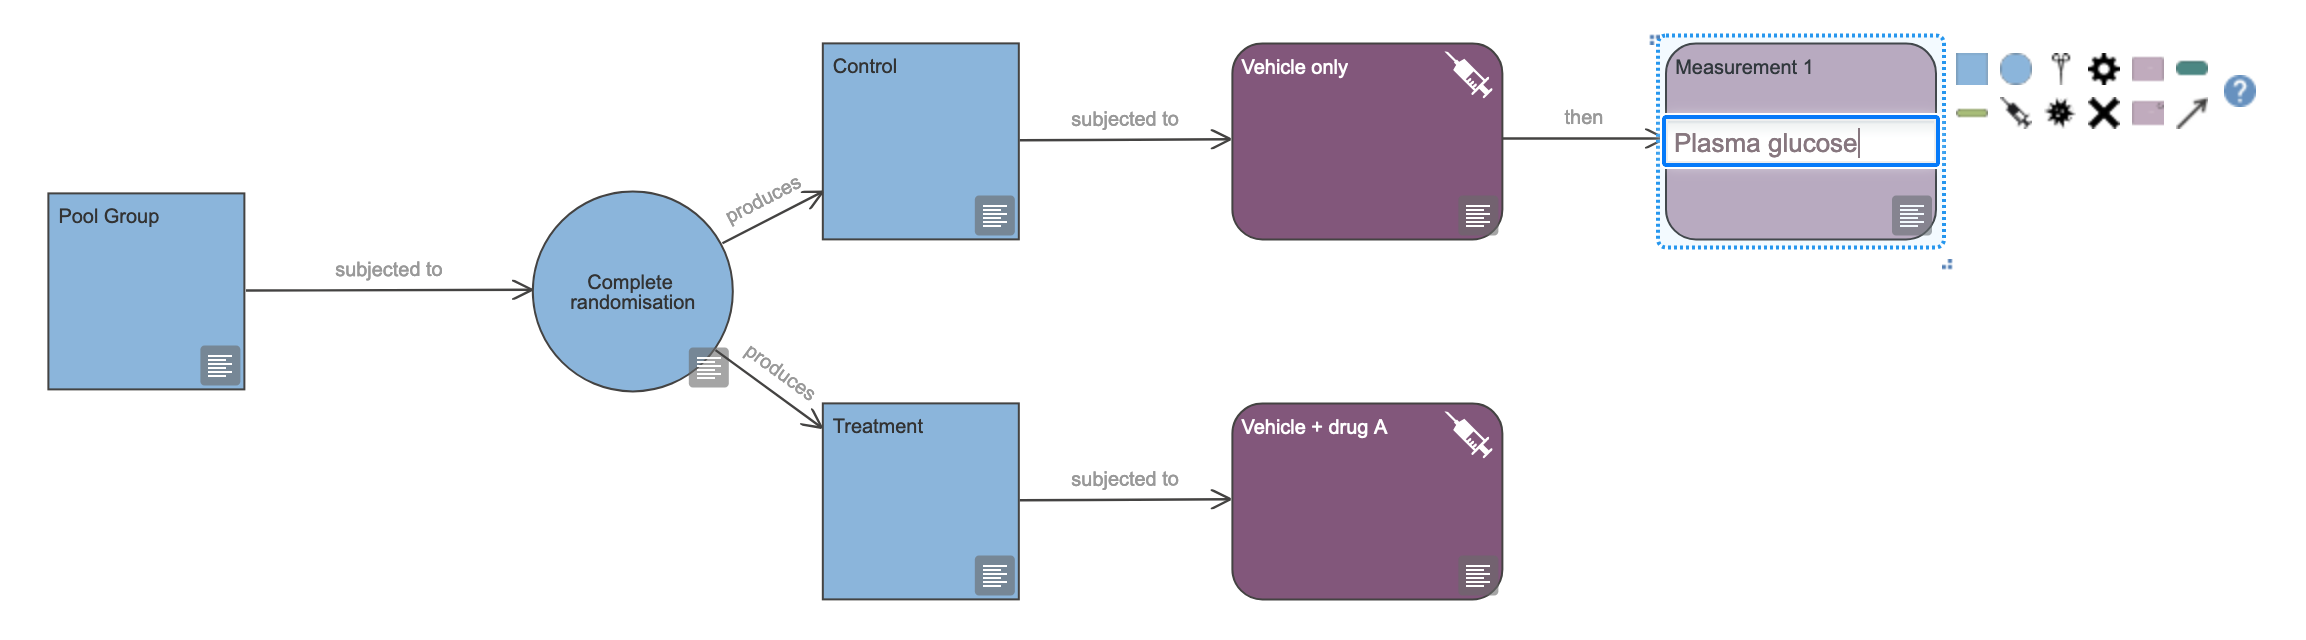 Pool Group
subjected to
Complete
randomisation
produces
Control
subjected to
Vehicle only
then
Measurement 1
Plasma glucose
?
produces
Treatment
subjected to
Vehicle + drug A